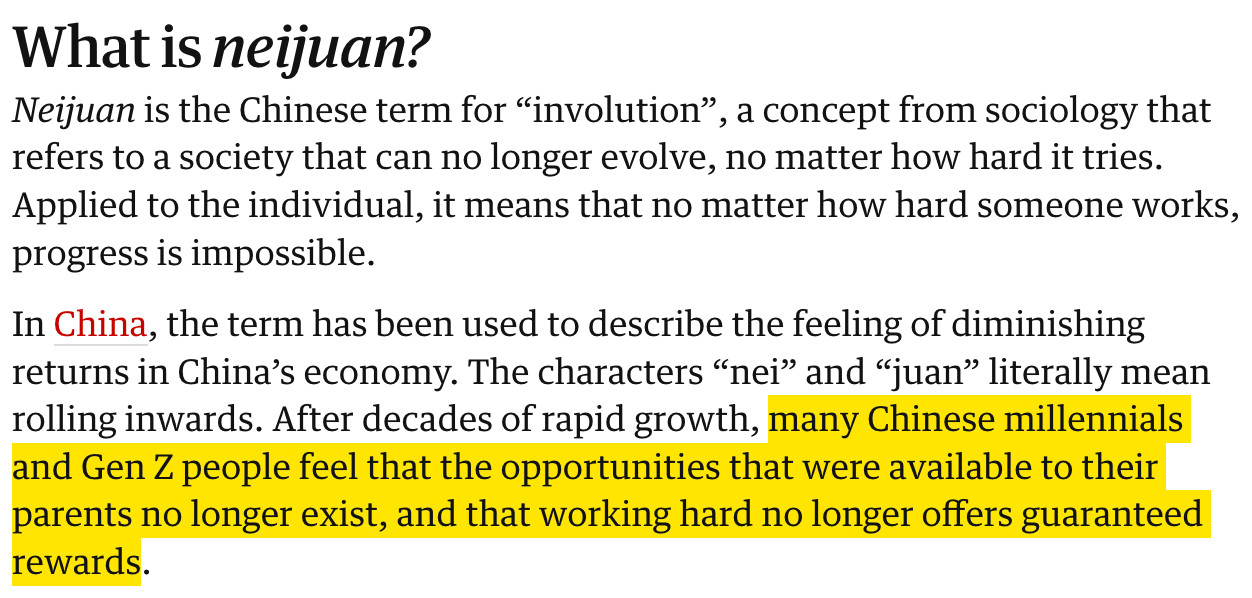 What is neijuan?
Neijuan is the Chinese term for “involution”, a concept from sociology that
refers to a society that can no longer evolve, no matter how hard it tries.
Applied to the individual, it means that no matter how hard someone works,
progress is impossible.
In China, the term has been used to describe the feeling of diminishing
returns in China’s economy. The characters “nei” and “juan” literally mean
rolling inwards. After decades of rapid growth, many Chinese millennials
and Gen Z people feel that the opportunities that were available to their
parents no longer exist, and that working hard no longer offers guaranteed
rewards.